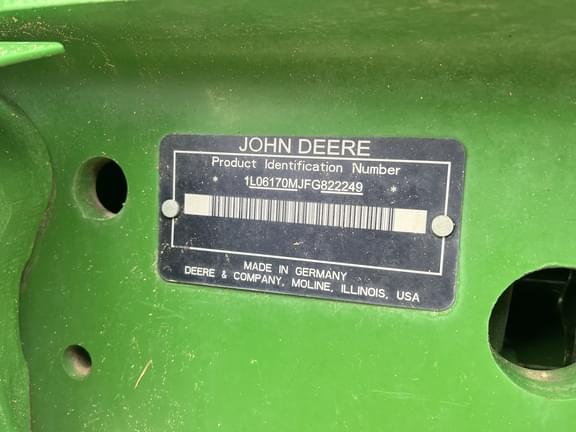 JOHN DEERE
Product Identification Number
* 1L06170MJFG822249 *
MADE IN GERMANY
DEERE & COMPANY, MOLINE, ILLINOIS, USA